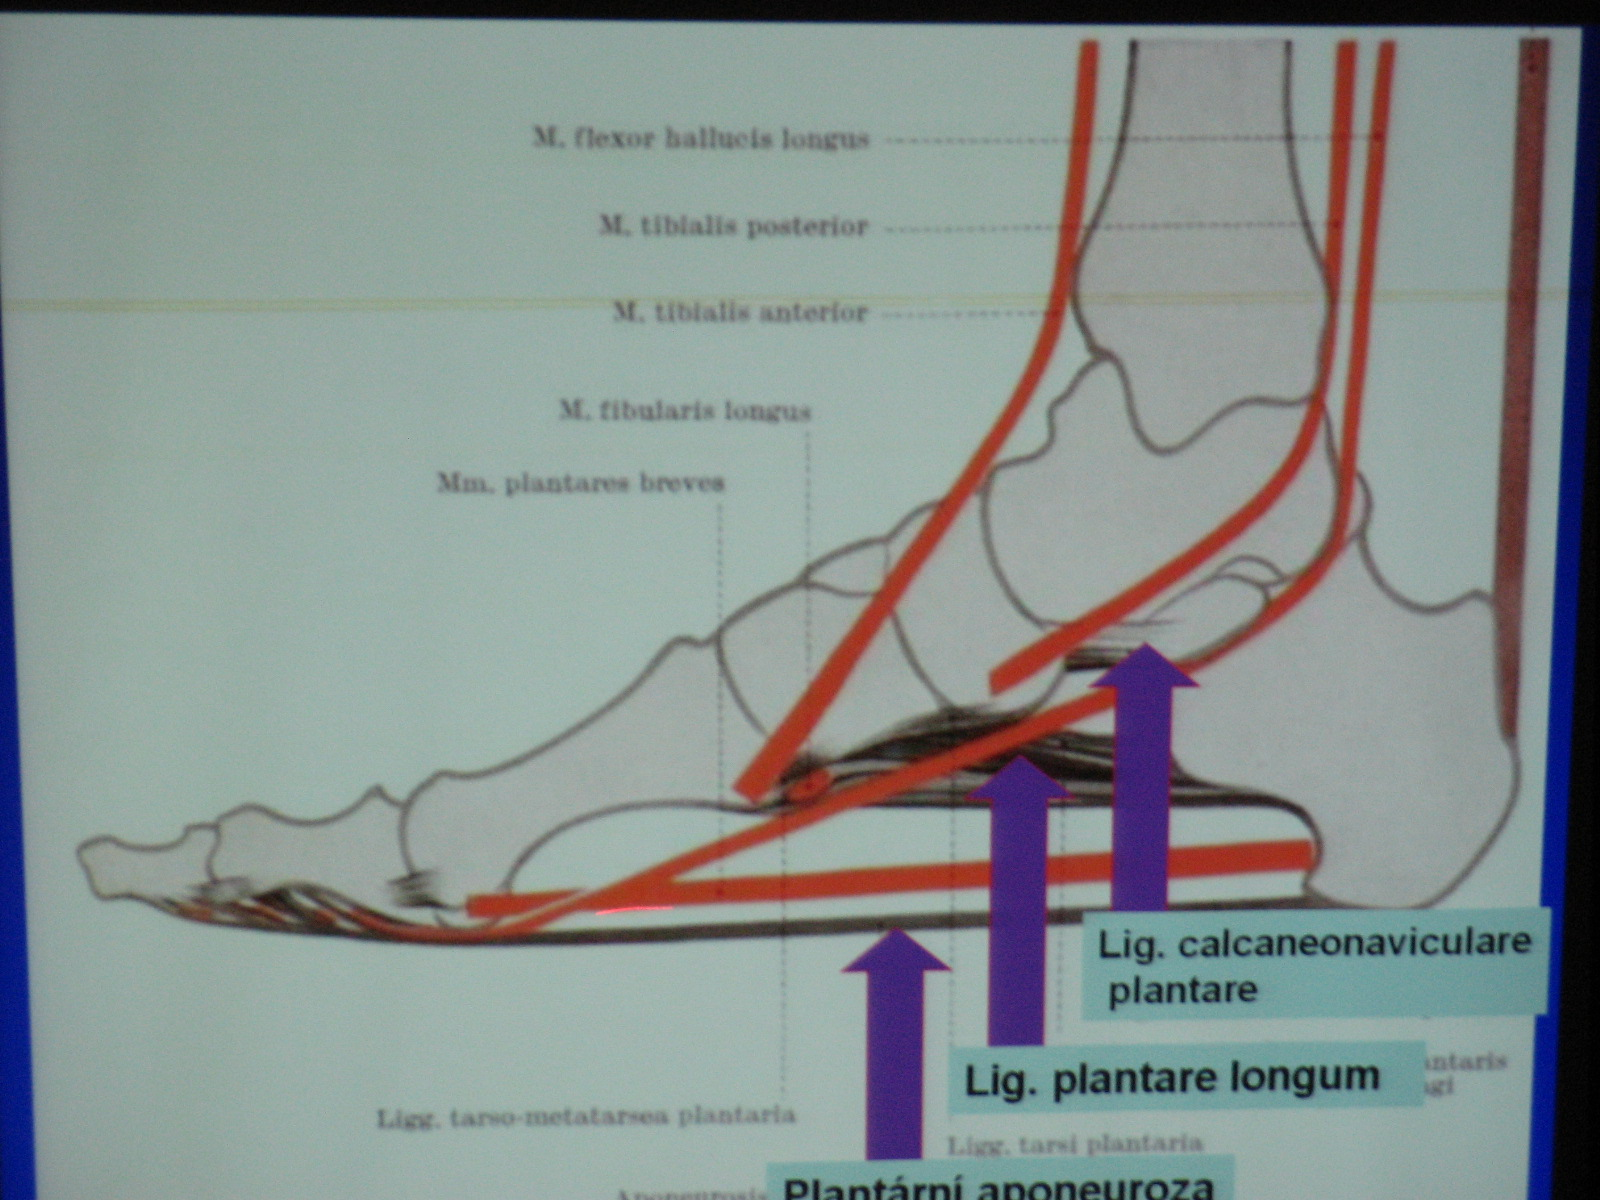 M. flexor hallucis longus
M. tibialis posterior
M. tibialis anterior
M. fibularis longus
Mm. plantares breves
Lig. calcaneonaviculare
plantare
Lig. plantare longum
Ligg. tarso-metatarsea plantaria
Ligg. tarsi plantaria
Plantární aponeuroza